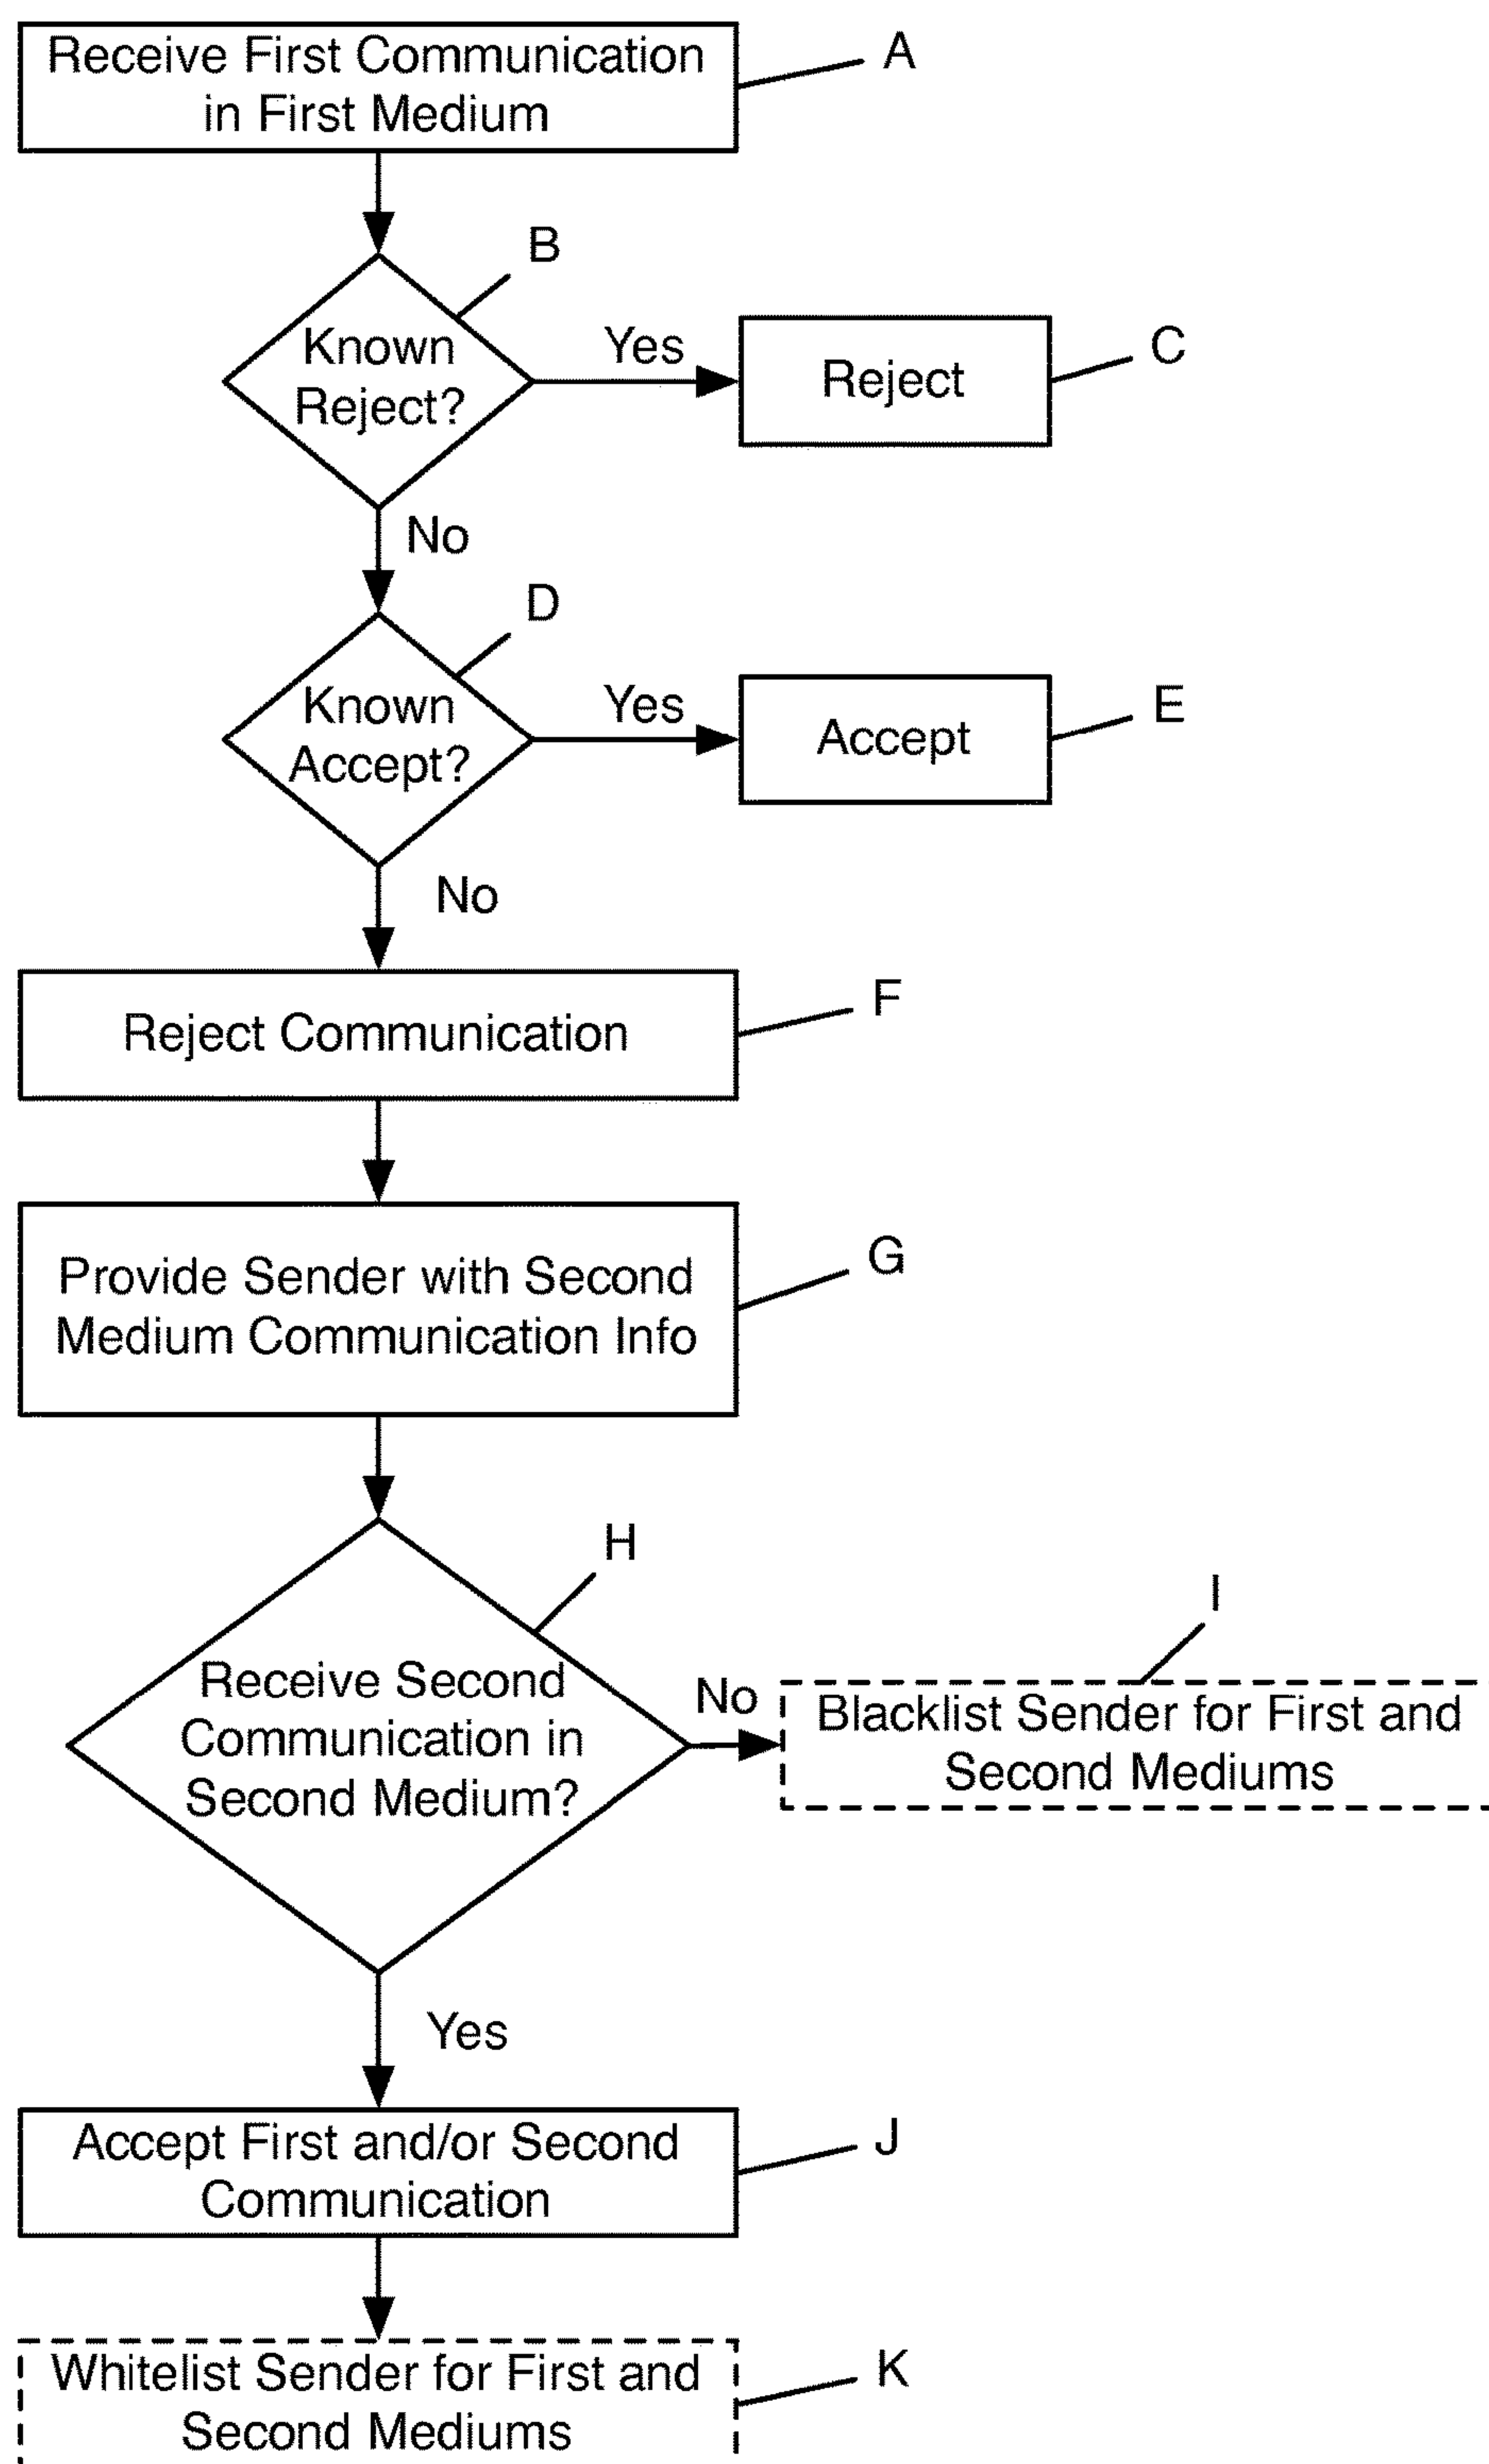 Receive First Communication
in First Medium
A
B
Known
Reject?
Yes
Reject
C
No
D
Known
Accept?
Yes
Accept
E
No
Reject Communication
F
Provide Sender with Second
Medium Communication Info
G
H
Receive Second
Communication in
Second Medium?
No
I
Blacklist Sender for First and
Second Mediums
Yes
Accept First and/or Second
Communication
J
Whitelist Sender for First and
Second Mediums
K